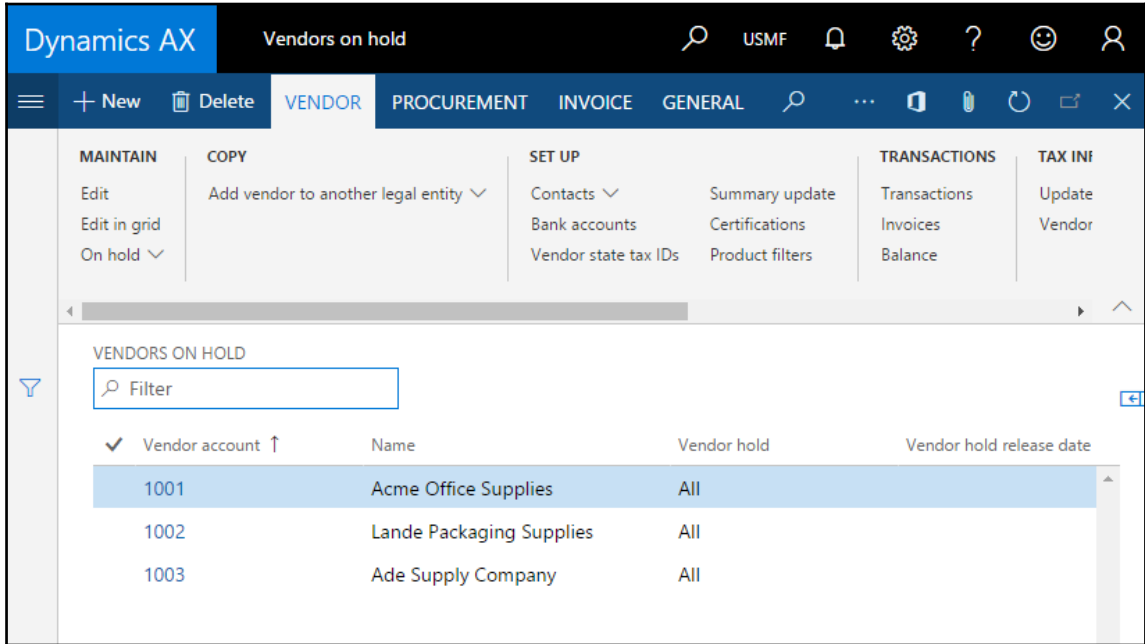 Dynamics AX Vendors on hold USMF ?
New Delete VENDOR PROCUREMENT INVOICE GENERAL ...
MAINTAIN COPY SET UP TRANSACTIONS TAX INF
Edit Add vendor to another legal entity Contacts Summary update Transactions Update
Edit in grid Bank accounts Certifications Invoices Vendor
On hold Vendor state tax IDs Product filters Balance
VENDORS ON HOLD
Filter
Vendor account ↑ Name Vendor hold Vendor hold release date
1001 Acme Office Supplies All
1002 Lande Packaging Supplies All
1003 Ade Supply Company All